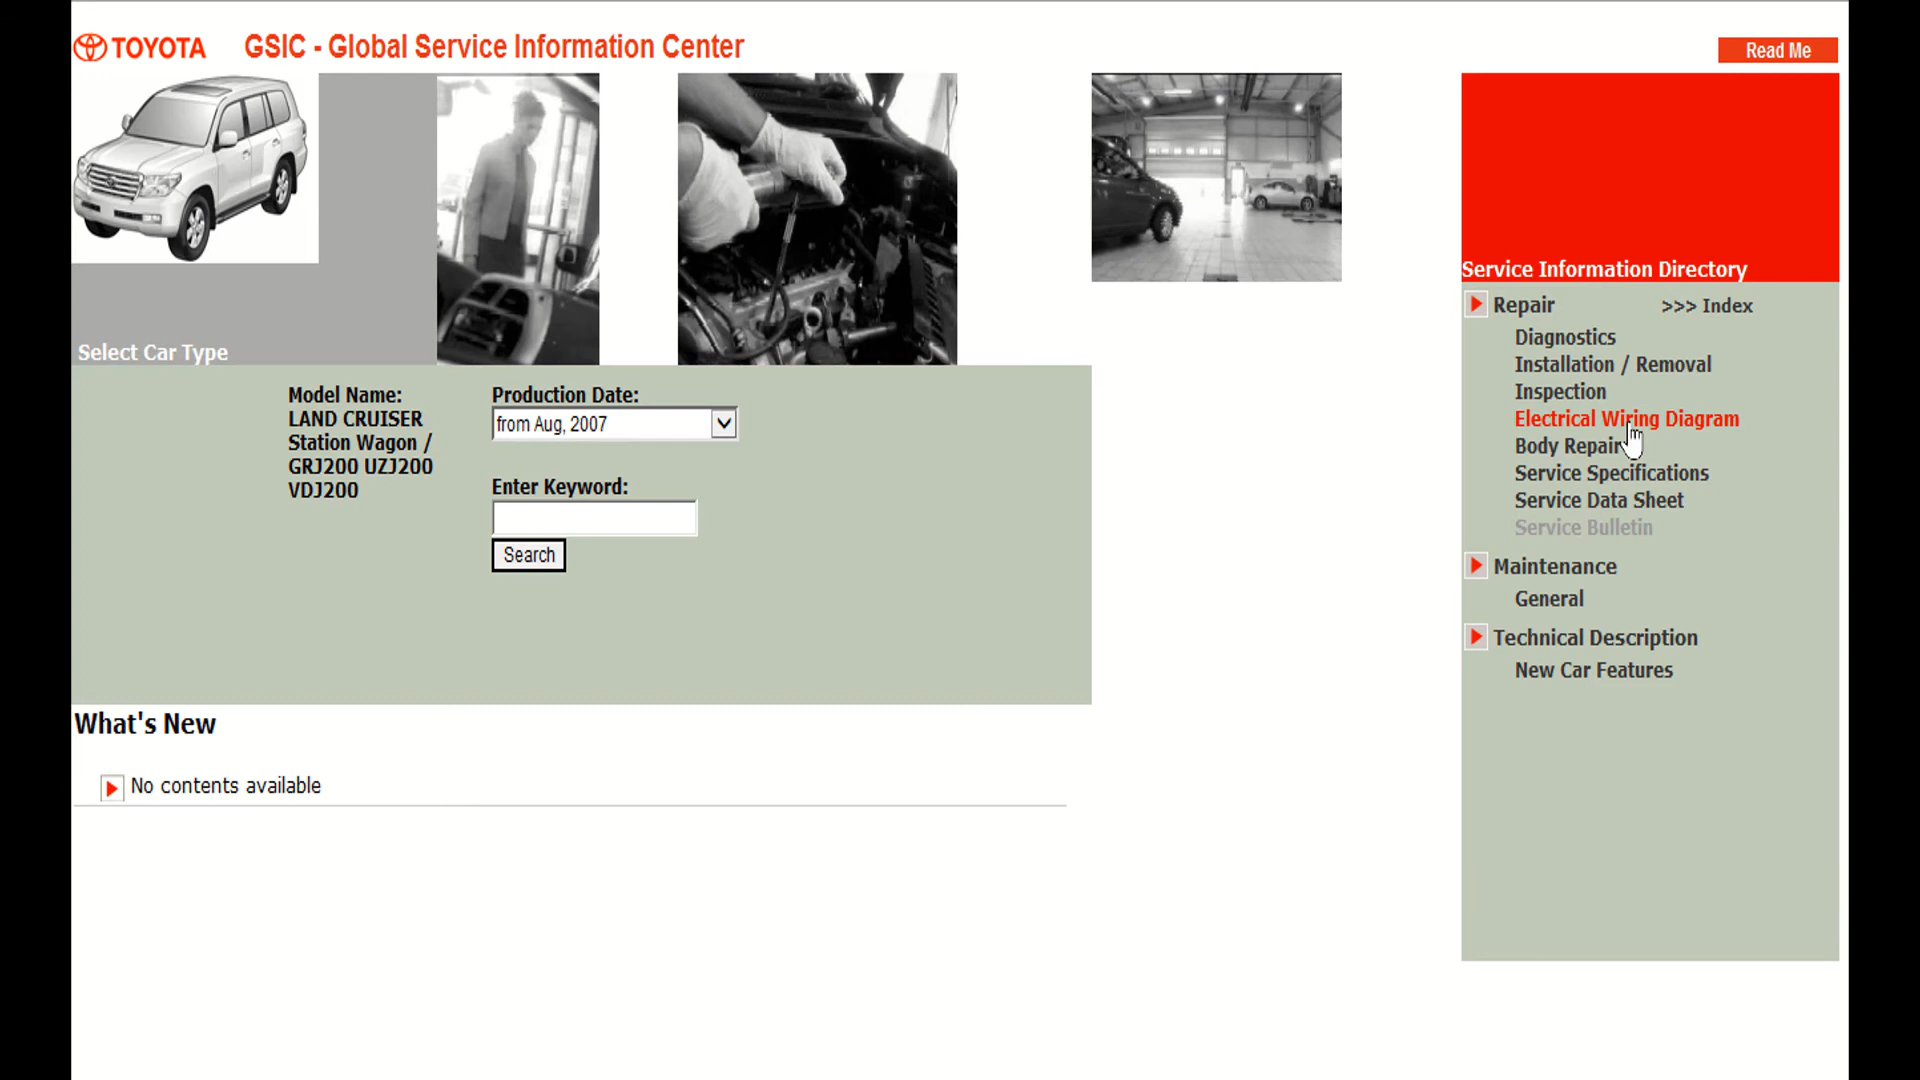 TOYOTA
GSIC - Global Service Information Center
Read Me
Select Car Type
Model Name:
LAND CRUISER
Station Wagon /
GRJ200 UZJ200
VDJ200
Production Date:
from Aug, 2007
Enter Keyword:
Search
What's New
No contents available
Service Information Directory
Repair >>> Index
Diagnostics
Installation / Removal
Inspection
Electrical Wiring Diagram
Body Repair
Service Specifications
Service Data Sheet
Service Bulletin
Maintenance
General
Technical Description
New Car Features